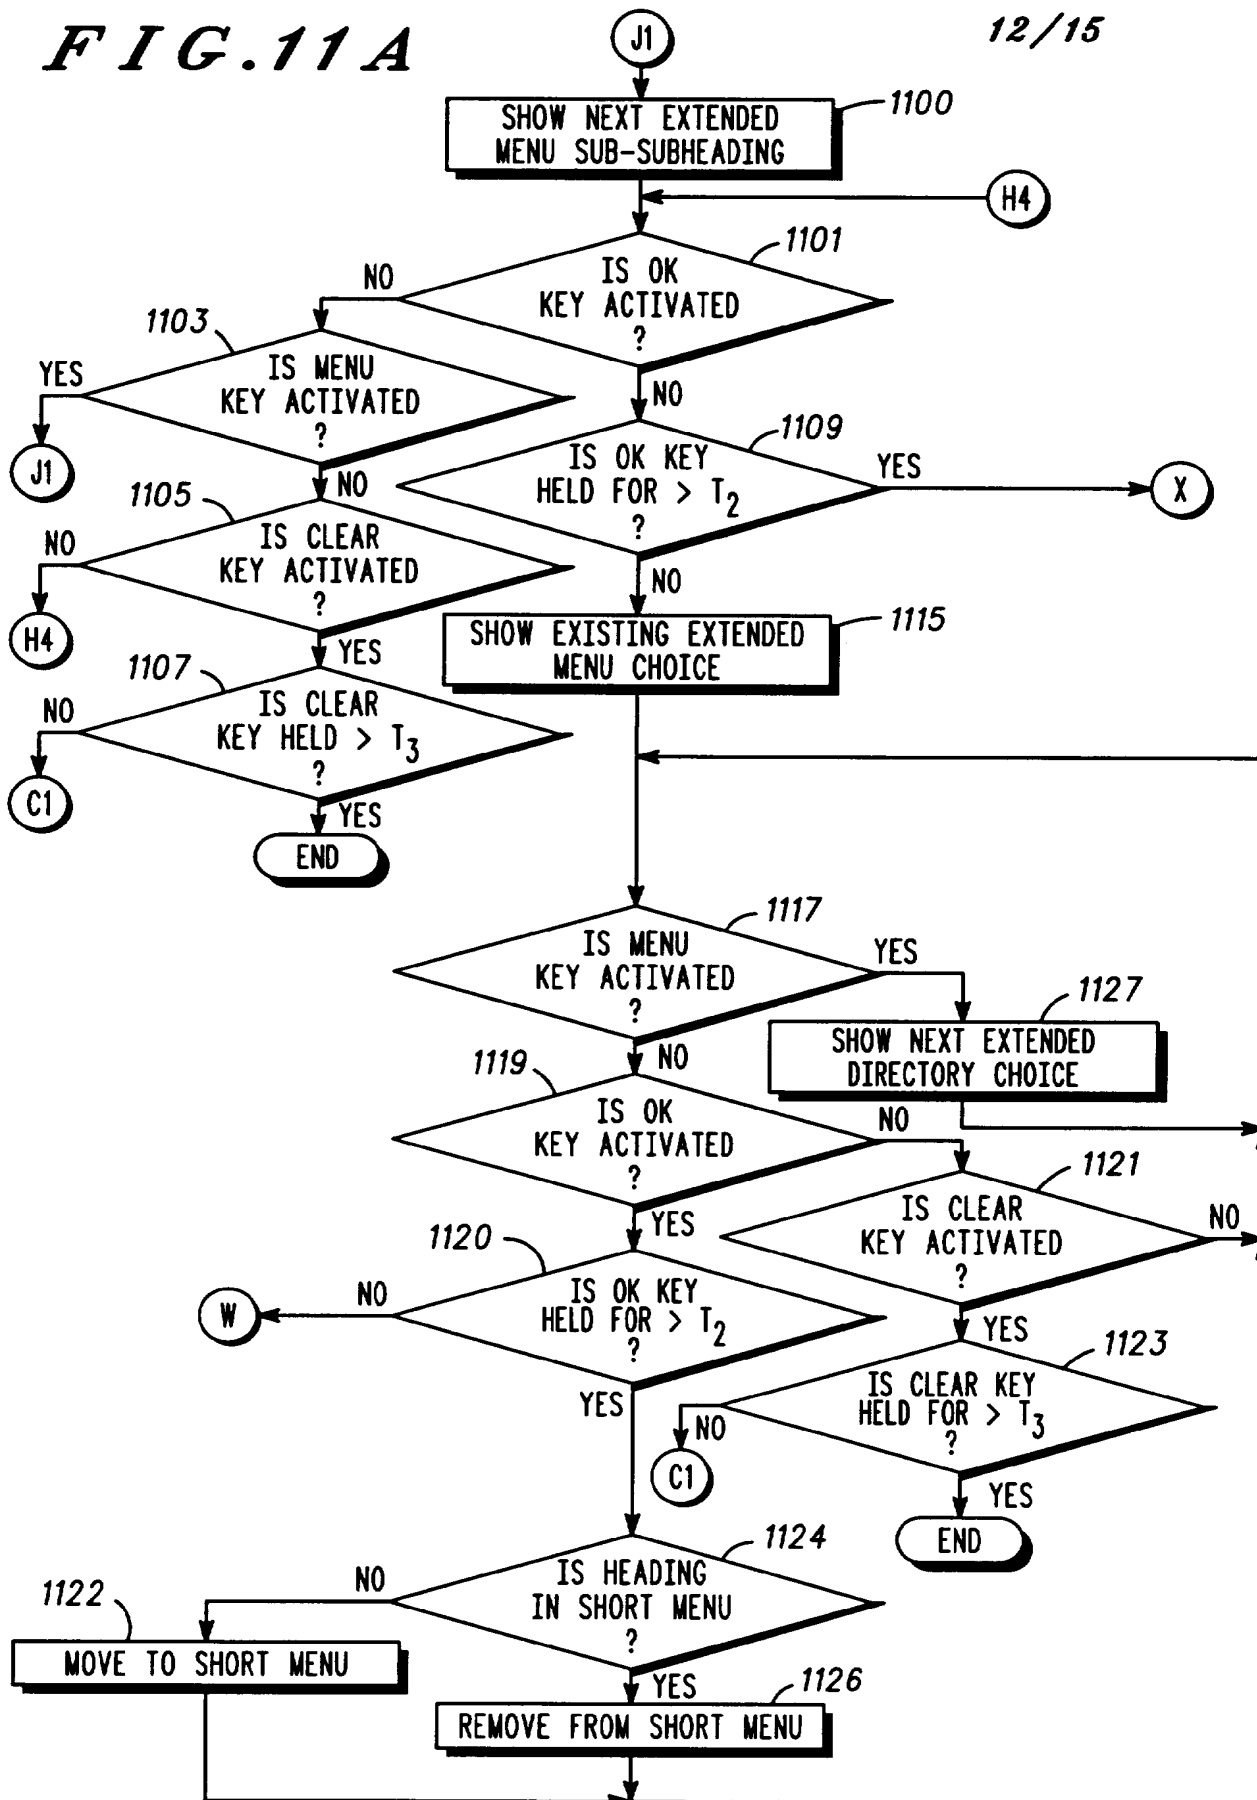 FIG.11A
12/15
J1
1100
SHOW NEXT EXTENDED
MENU SUB-SUBHEADING
H4
1101
IS OK
KEY ACTIVATED
?
NO
NO
1103
IS MENU
KEY ACTIVATED
?
YES
J1
NO
1109
IS OK KEY
HELD FOR > T2
?
YES
X
NO
1105
IS CLEAR
KEY ACTIVATED
?
NO
H4
YES
1115
SHOW EXISTING EXTENDED
MENU CHOICE
1107
IS CLEAR
KEY HELD > T3
?
NO
C1
YES
END
1117
IS MENU
KEY ACTIVATED
?
YES
NO
1127
SHOW NEXT EXTENDED
DIRECTORY CHOICE
1119
IS OK
KEY ACTIVATED
?
NO
YES
1121
IS CLEAR
KEY ACTIVATED
?
NO
YES
1120
IS OK KEY
HELD FOR > T2
?
NO
W
YES
1123
IS CLEAR KEY
HELD FOR > T3
?
NO
C1
YES
END
1124
IS HEADING
IN SHORT MENU
?
NO
YES
1122
MOVE TO SHORT MENU
1126
REMOVE FROM SHORT MENU